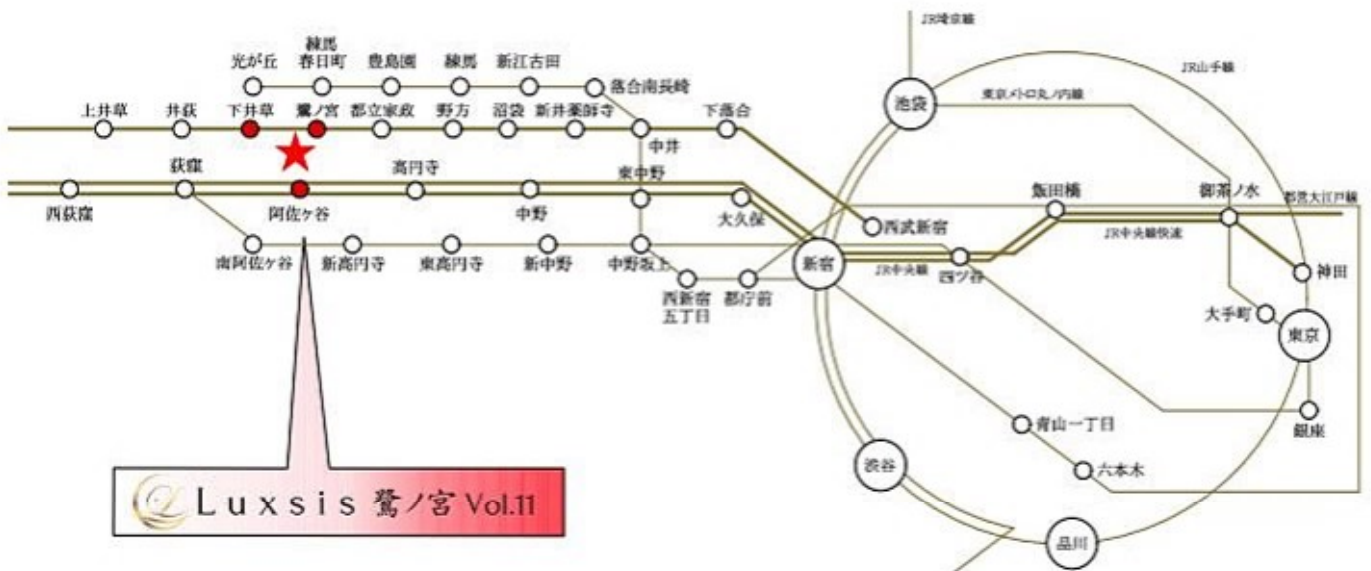 JR埼京線
練馬
光が丘
春日町
豊島園
練馬
新江古田
JR山手線
落合南長崎
池袋
東京メトロ丸ノ内線
上井草
井荻
下井草
鷺ノ宮
都立家政
野方
沼袋
新井薬師寺
下落合
中井
荻窪
高円寺
東中野
飯田橋
御茶ノ水
都営大江戸線
西荻窪
阿佐ヶ谷
中野
大久保
西武新宿
JR中央線快速
南阿佐ヶ谷
新高円寺
東高円寺
新中野
中野坂上
新宿
JR中央線
四ツ谷
神田
西新宿
五丁目
都庁前
大手町
東京
青山一丁目
銀座
渋谷
六本木
Luxsis 鷺ノ宮 Vol.11
品川